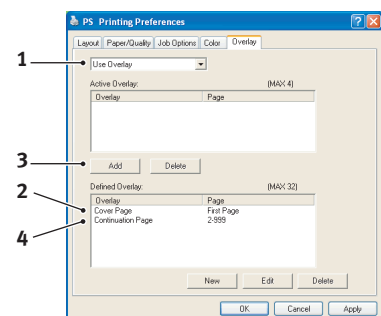 PS Printing Preferences
Layout Paper/Quality Job Options Color Overlay
1 Use Overlay
Active Overlay: (MAX 4)
Overlay Page
3 Add Delete
Defined Overlay: (MAX 32)
Overlay Page
2 Cover Page First Page
4 Continuation Page 2-999
New Edit Delete
OK Cancel Apply